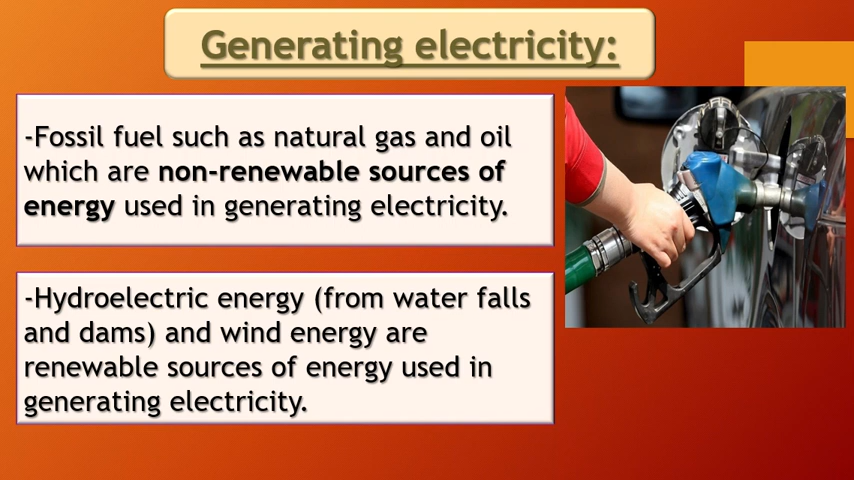 Generating electricity:
-Fossil fuel such as natural gas and oil
which are non-renewable sources of
energy used in generating electricity.
-Hydroelectric energy (from water falls
and dams) and wind energy are
renewable sources of energy used in
generating electricity.